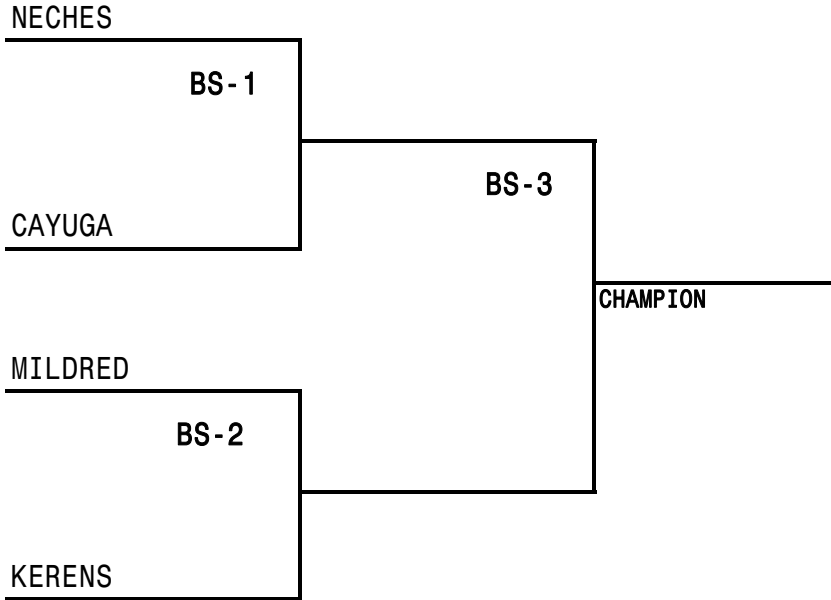 NECHES
BS-1
BS-3
CAYUGA
CHAMPION
MILDRED
BS-2
KERENS